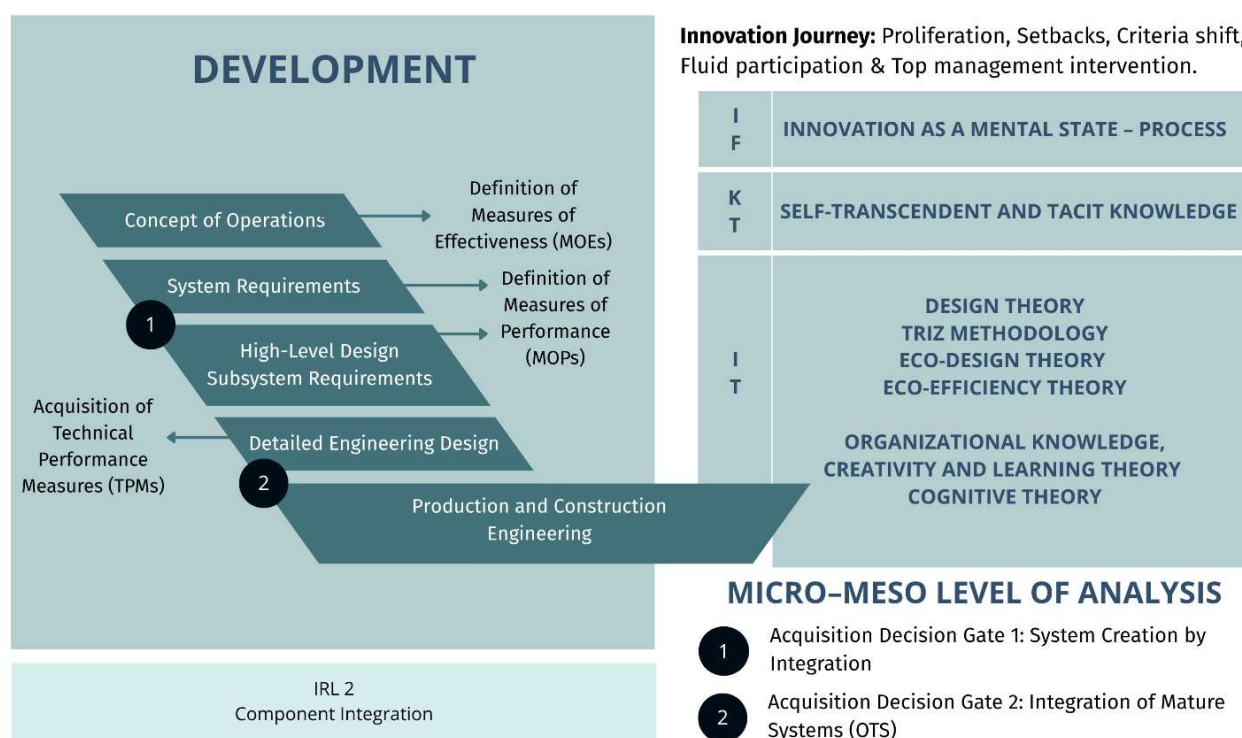 DEVELOPMENT
Concept of Operations
Definition of
Measures of
Effectiveness (MOEs)
System Requirements
Definition of
Measures of
Performance
(MOPs)
1
High-Level Design
Subsystem Requirements
Acquisition of
Technical
Performance
Measures (TPMs)
Detailed Engineering Design
2
Production and Construction
Engineering
IRL 2
Component Integration
Innovation Journey: Proliferation, Setbacks, Criteria shift,
Fluid participation & Top management intervention.
I
F
INNOVATION AS A MENTAL STATE – PROCESS
K
T
SELF-TRANSCENDENT AND TACIT KNOWLEDGE
I
T
DESIGN THEORY
TRIZ METHODOLOGY
ECO-DESIGN THEORY
ECO-EFFICIENCY THEORY
ORGANIZATIONAL KNOWLEDGE,
CREATIVITY AND LEARNING THEORY
COGNITIVE THEORY
MICRO–MESO LEVEL OF ANALYSIS
1
Acquisition Decision Gate 1: System Creation by
Integration
2
Acquisition Decision Gate 2: Integration of Mature
Systems (OTS)